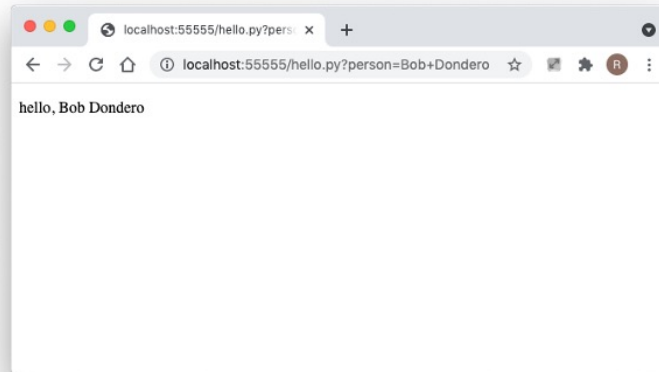 localhost:55555/hello.py?pers
localhost:55555/hello.py?person=Bob+Dondero
R
hello, Bob Dondero